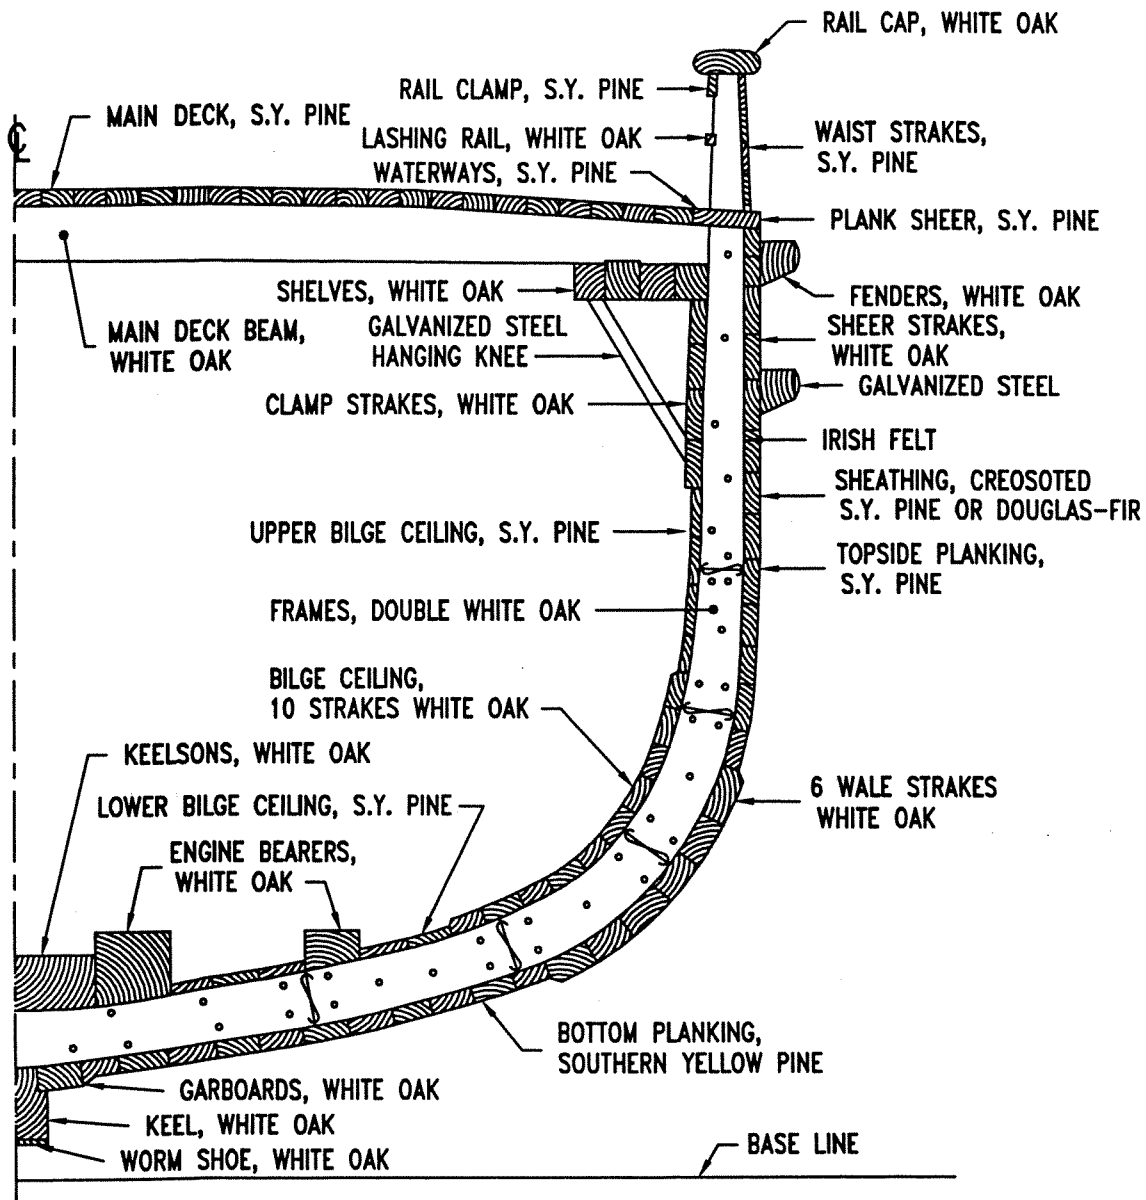 RAIL CAP, WHITE OAK
RAIL CLAMP, S.Y. PINE
MAIN DECK, S.Y. PINE
LASHING RAIL, WHITE OAK
WAIST STRAKES,
S.Y. PINE
℄
WATERWAYS, S.Y. PINE
PLANK SHEER, S.Y. PINE
SHELVES, WHITE OAK
FENDERS, WHITE OAK
MAIN DECK BEAM,
WHITE OAK
GALVANIZED STEEL
HANGING KNEE
SHEER STRAKES,
WHITE OAK
GALVANIZED STEEL
CLAMP STRAKES, WHITE OAK
IRISH FELT
SHEATHING, CREOSOTED
S.Y. PINE OR DOUGLAS-FIR
UPPER BILGE CEILING, S.Y. PINE
TOPSIDE PLANKING,
S.Y. PINE
FRAMES, DOUBLE WHITE OAK
BILGE CEILING,
10 STRAKES WHITE OAK
KEELSONS, WHITE OAK
6 WALE STRAKES
WHITE OAK
LOWER BILGE CEILING, S.Y. PINE
ENGINE BEARERS,
WHITE OAK
BOTTOM PLANKING,
SOUTHERN YELLOW PINE
GARBOARDS, WHITE OAK
KEEL, WHITE OAK
WORM SHOE, WHITE OAK
BASE LINE